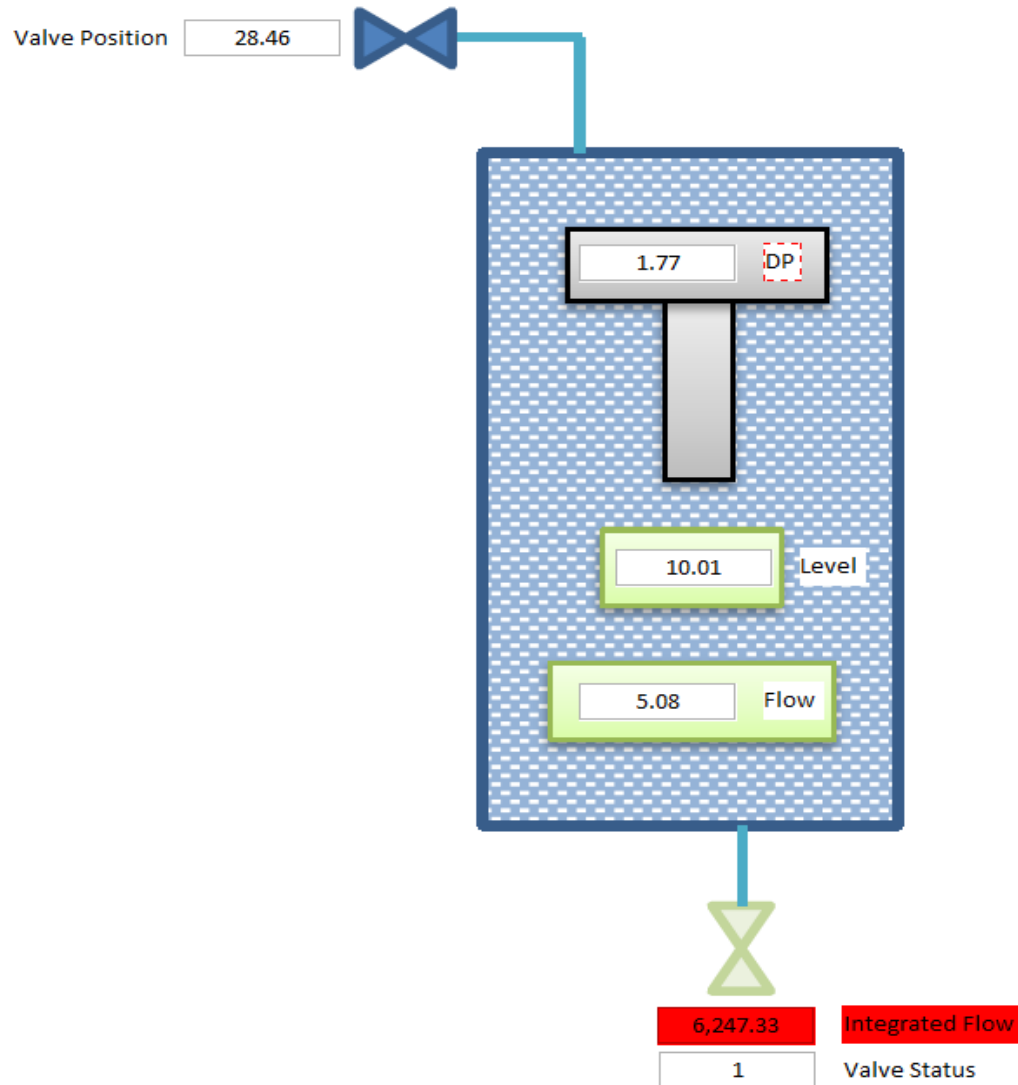 Valve Position 28.46
1.77 DP
10.01 Level
5.08 Flow
6,247.33 Integrated Flow
1 Valve Status